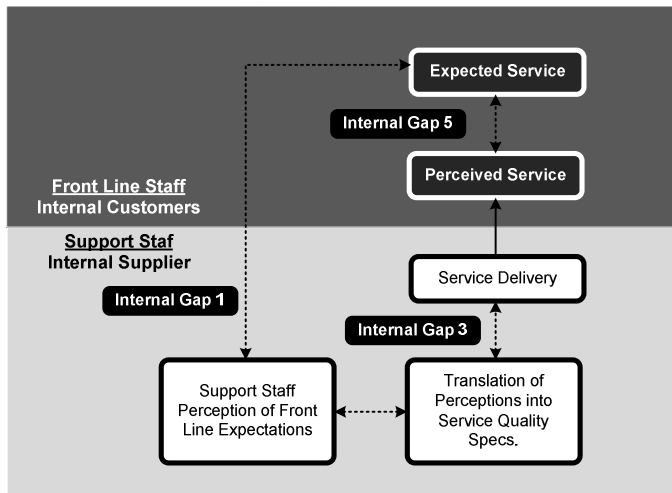 Expected Service
Internal Gap 5
Perceived Service
Front Line Staff
Internal Customers
Support Staf
Internal Supplier
Service Delivery
Internal Gap 1
Internal Gap 3
Support Staff
Perception of Front
Line Expectations
Translation of
Perceptions into
Service Quality
Specs.